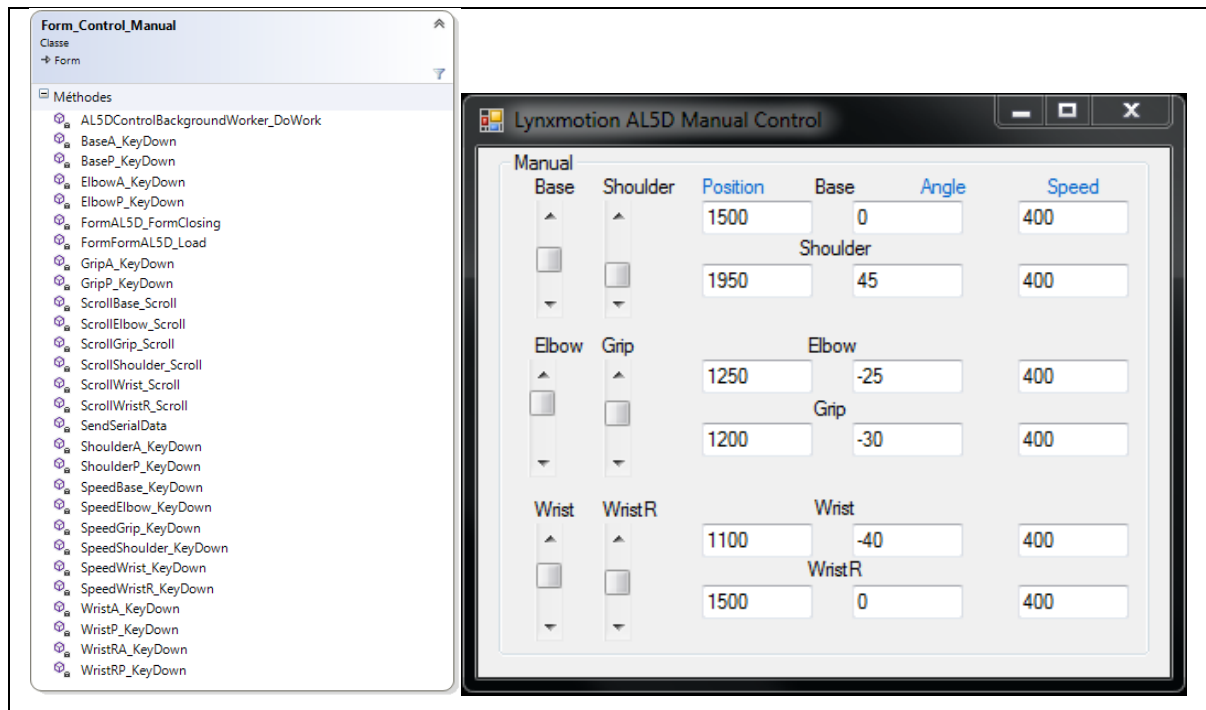 Form_Control_Manual
Classe
Form
Méthodes
AL5DControlBackgroundWorker_DoWork
BaseA_KeyDown
BaseP_KeyDown
ElbowA_KeyDown
ElbowP_KeyDown
FormAL5D_FormClosing
FormFormAL5D_Load
GripA_KeyDown
GripP_KeyDown
ScrollBase_Scroll
ScrollElbow_Scroll
ScrollGrip_Scroll
ScrollShoulder_Scroll
ScrollWrist_Scroll
ScrollWristR_Scroll
SendSerialData
ShoulderA_KeyDown
ShoulderP_KeyDown
SpeedBase_KeyDown
SpeedElbow_KeyDown
SpeedGrip_KeyDown
SpeedShoulder_KeyDown
SpeedWrist_KeyDown
SpeedWristR_KeyDown
WristA_KeyDown
WristP_KeyDown
WristRA_KeyDown
WristRP_KeyDown
Lynxmotion AL5D Manual Control
Manual
Base Shoulder Position Base Angle Speed
1500 0 400
Shoulder
1950 45 400
Elbow Grip Elbow
1250 -25 400
Grip
1200 -30 400
Wrist WristR Wrist
1100 -40 400
WristR
1500 0 400